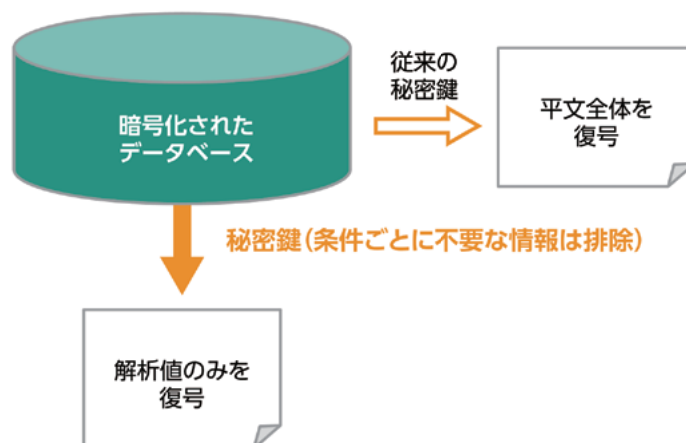 暗号化された
データベース
従来の
秘密鍵
平文全体を
復号
秘密鍵(条件ごとに不要な情報は排除)
解析値のみを
復号